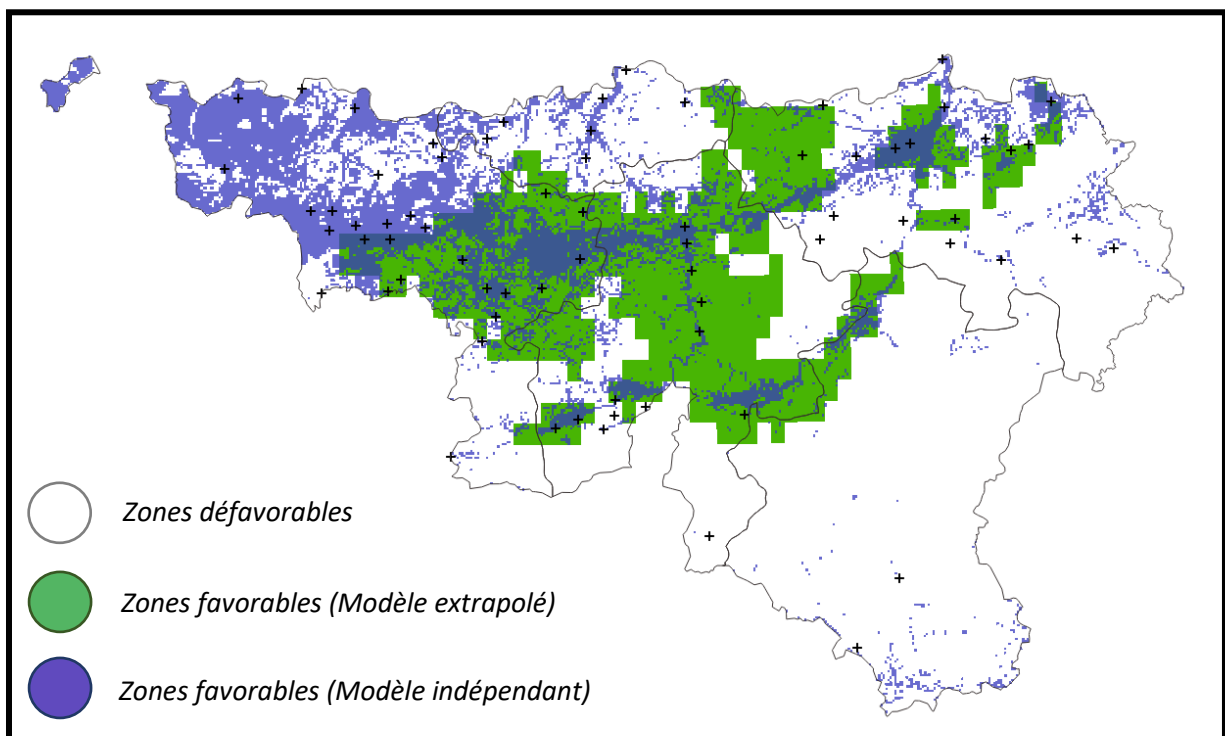 Zones défavorables
Zones favorables (Modèle extrapolé)
Zones favorables (Modèle indépendant)